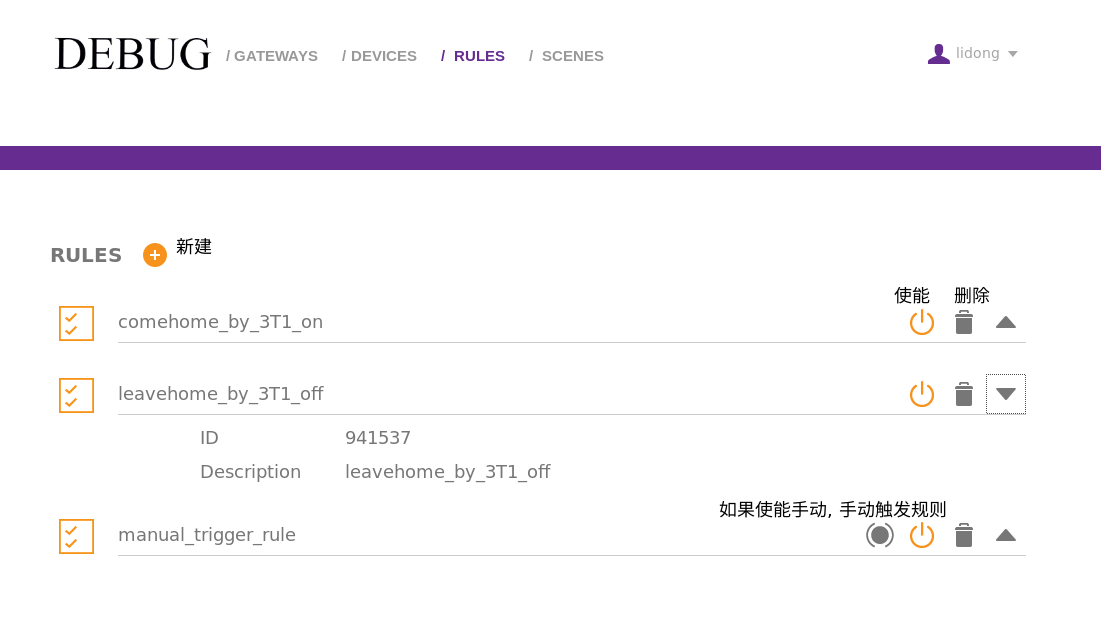 DEBUG / GATEWAYS / DEVICES / RULES / SCENES lidong
RULES 新建
使能 删除
comehome_by_3T1_on
leavehome_by_3T1_off
ID 941537
Description leavehome_by_3T1_off
如果使能手动, 手动触发规则
manual_trigger_rule